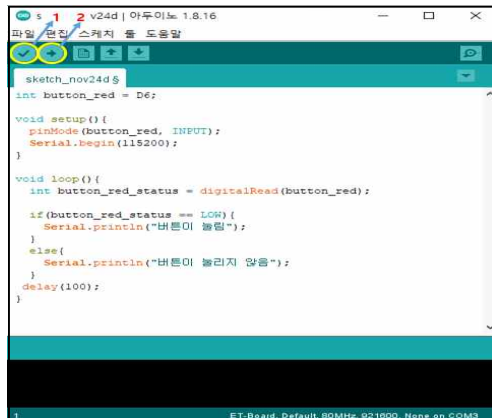 s 1 2 v24d | 아두이노 1.8.16
파일 편집 스케치 툴 도움말
sketch_nov24d §
int button_red = D6;
void setup(){
pinMode(button_red, INPUT);
Serial.begin(115200);
}
void loop(){
int button_red_status = digitalRead(button_red);
if(button_red_status == LOW){
Serial.println("버튼이 눌림");
}
else{
Serial.println("버튼이 눌리지 않음");
}
delay(100);
}
1 ET-Board, Default, 80MHz, 921600, None on COM3